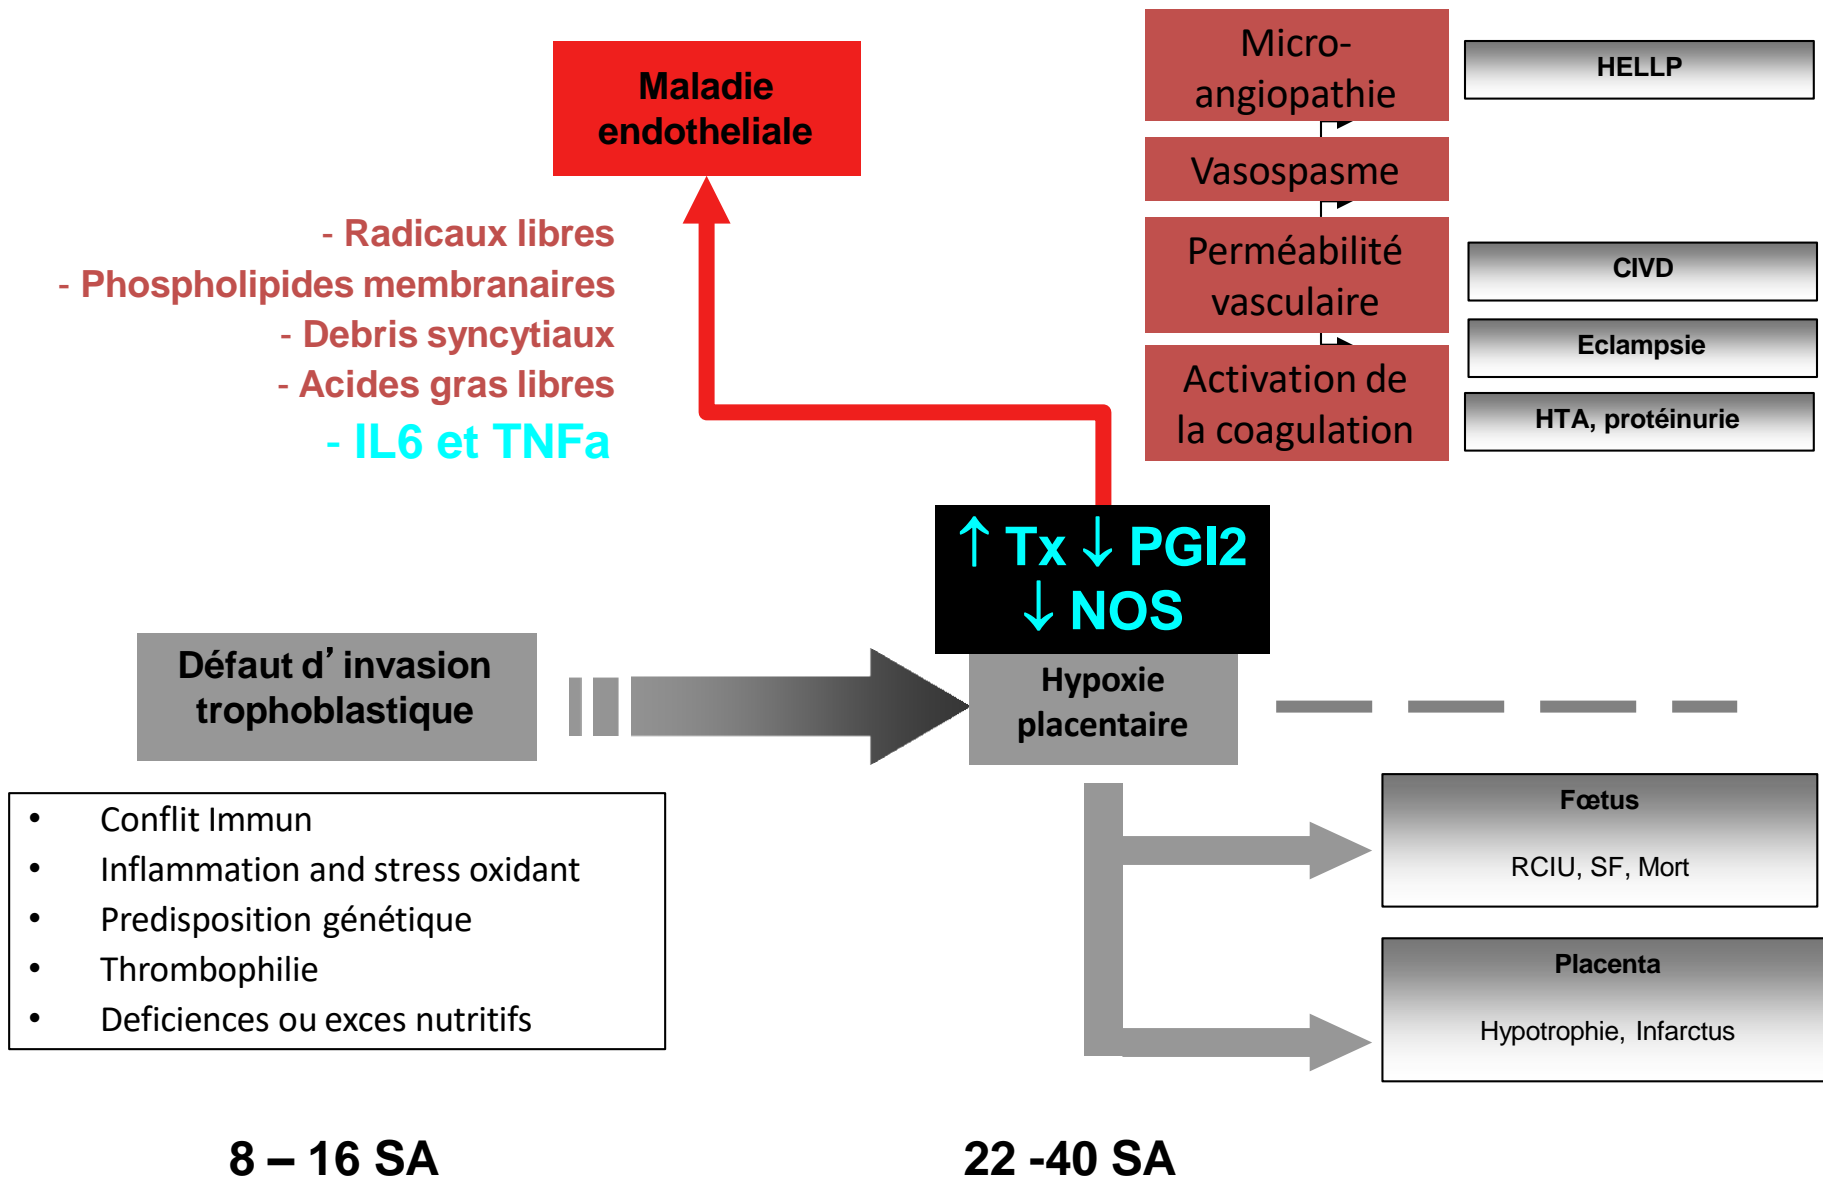 Maladie
endotheliale
- Radicaux libres
- Phospholipides membranaires
- Debris syncytiaux
- Acides gras libres
- IL6 et TNFa
Micro-
angiopathie
Vasospasme
Perméabilité
vasculaire
Activation de
la coagulation
HELLP
CIVD
Eclampsie
HTA, protéinurie
↑ Tx ↓ PGI2
↓ NOS
Défaut d’ invasion
trophoblastique
Hypoxie
placentaire
• Conflit Immun
• Inflammation and stress oxidant
• Predisposition génétique
• Thrombophilie
• Deficiences ou exces nutritifs
Fœtus
RCIU, SF, Mort
Placenta
Hypotrophie, Infarctus
8 – 16 SA
22 -40 SA